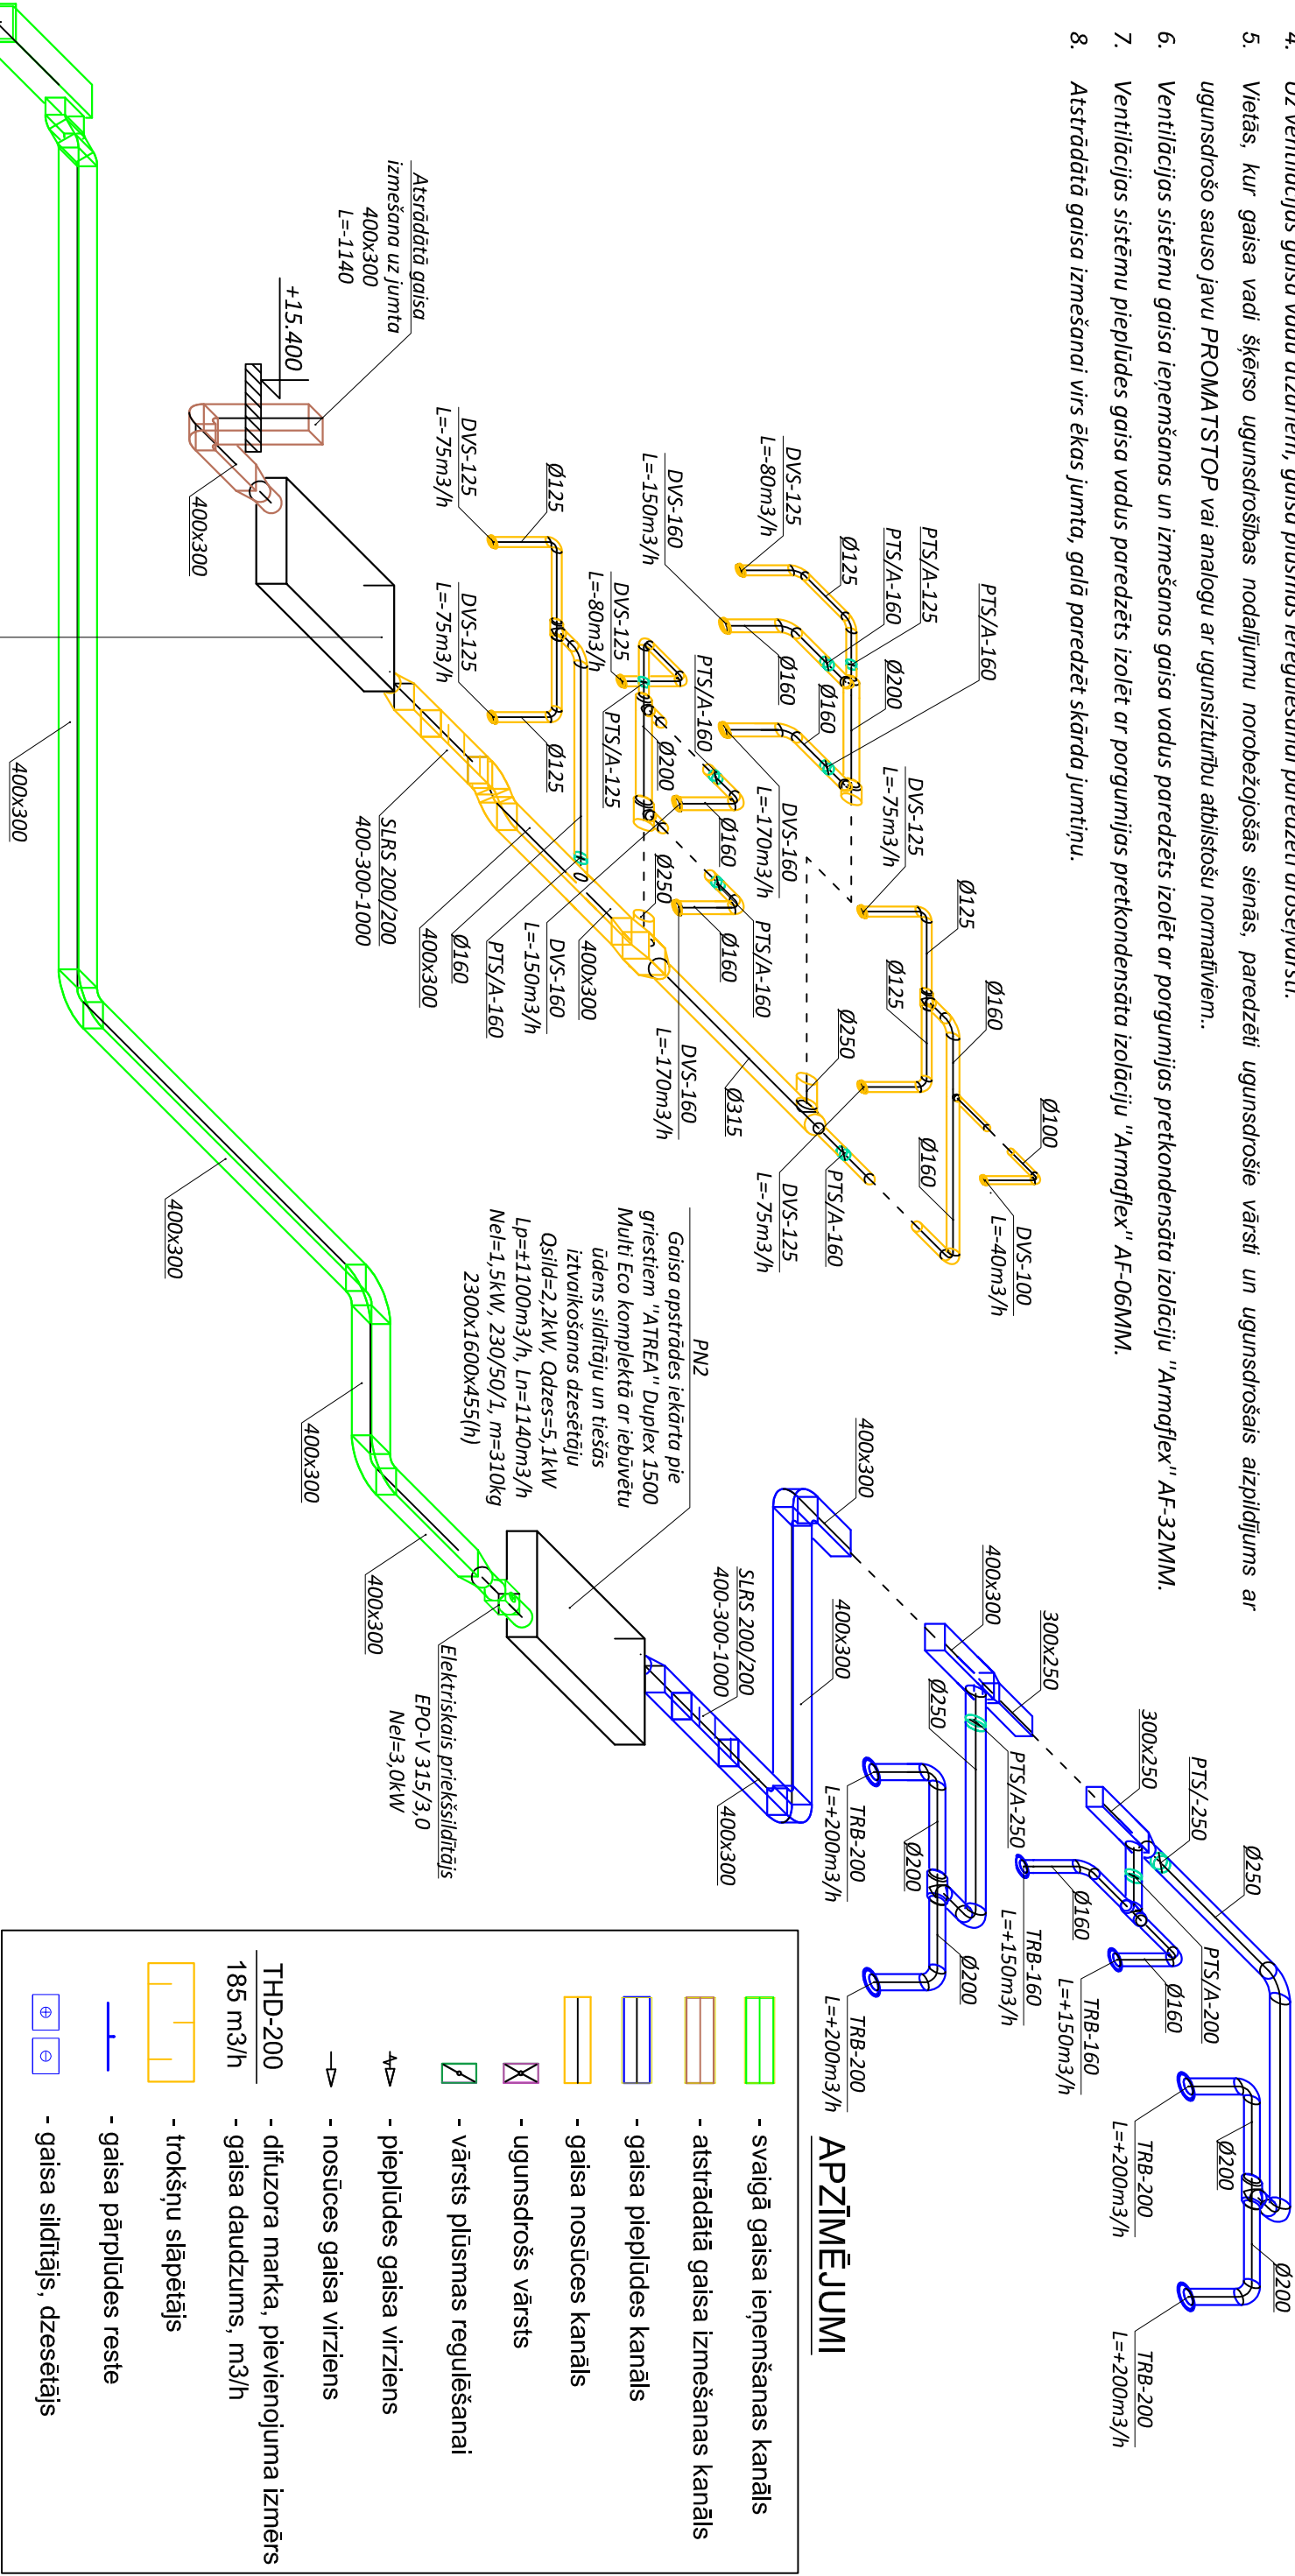 4. Uz ventilācijas gaisa vadu atzariem, gaisa plūsmas ieregulēšanai paredzēti droseļvārsti.
5. Vietās, kur gaisa vadi šķērso ugunsdrošības nodalījumu norobežojošās sienās, paredzēti ugunsdrošie vārsti un ugunsdrošais aizpildījums ar
ugunsdrošo sauso javu PROMATSTOP vai analogu ar ugunsizturību atbilstošu normatīviem..
6. Ventilācijas sistēmu gaisa ieņemšanas un izmešanas gaisa vadus paredzēts izolēt ar porgumijas pretkondensāta izolāciju "Armaflex" AF-32MM.
7. Ventilācijas sistēmu pieplūdes gaisa vadus paredzēts izolēt ar porgumijas pretkondensāta izolāciju "Armaflex" AF-06MM.
8. Atstrādātā gaisa izmešanai virs ēkas jumta, galā paredzēt skārda jumtiņu.
Atsrādātā gaisa
izmešana uz jumta
400x300
L=-1140
+15.400
400x300
DVS-125
L=-75m3/h
Ø125
DVS-125
L=-75m3/h
Ø125
DVS-125
L=-80m3/h
DVS-160
L=-150m3/h
Ø125
PTS/A-160
PTS/A-125
PTS/A-160
Ø200
Ø160
Ø160
DVS-125
L=-80m3/h
PTS/A-160
PTS/A-125
Ø200
Ø160
DVS-160
L=-170m3/h
DVS-125
L=-75m3/h
Ø250
PTS/A-160
Ø160
Ø125
Ø125
Ø160
Ø100
DVS-100
L=-40m3/h
Ø160
Ø250
PTS/A-160
DVS-125
L=-75m3/h
Ø315
DVS-160
L=-170m3/h
400x300
DVS-160
L=-150m3/h
PTS/A-160
Ø160
400x300
SLRS 200/200
400-300-1000
400x300
400x300
400x300
400x300
PN2
Gaisa apstrādes iekārta pie
griestiem "ATREA" Duplex 1500
Multi Eco komplektā ar iebūvētu
ūdens sildītāju un tiešās
iztvaikošanas dzesētāju
Qsild=2,2kW, Qdzes=5,1kW
Lp=±1100m3/h, Ln=1140m3/h
Nel=1,5kW, 230/50/1, m=310kg
2300x1600x455(h)
Elektriskais priekšsildītājs
EPO-V 315/3,0
Nel=3,0kW
SLRS 200/200
400-300-1000
400x300
400x300
400x300
400x300
300x250
Ø250
PTS/A-250
TRB-200
L=+200m3/h
Ø200
Ø200
TRB-200
L=+200m3/h
300x250
PTS/-250
Ø250
Ø160
TRB-160
L=+150m3/h
PTS/A-200
Ø160
TRB-160
L=+150m3/h
Ø200
TRB-200
L=+200m3/h
Ø200
TRB-200
L=+200m3/h
APZĪMĒJUMI
- svaigā gaisa ieņemšanas kanāls
- atstrādātā gaisa izmešanas kanāls
- gaisa pieplūdes kanāls
- gaisa nosūces kanāls
- ugunsdrošs vārsts
- vārsts plūsmas regulēšanai
- pieplūdes gaisa virziens
- nosūces gaisa virziens
THD-200 - difuzora marka, pievienojuma izmērs
185 m3/h - gaisa daudzums, m3/h
- trokšņu slāpētājs
- gaisa pārplūdes reste
- gaisa sildītājs, dzesētājs